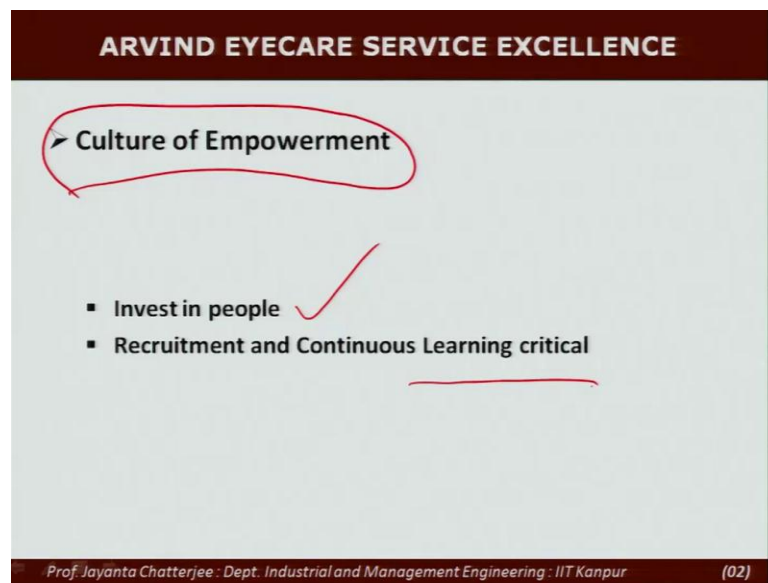 ARVIND EYECARE SERVICE EXCELLENCE
➢ Culture of Empowerment
▪ Invest in people
▪ Recruitment and Continuous Learning critical
Prof. Jayanta Chatterjee : Dept. Industrial and Management Engineering : IIT Kanpur (02)